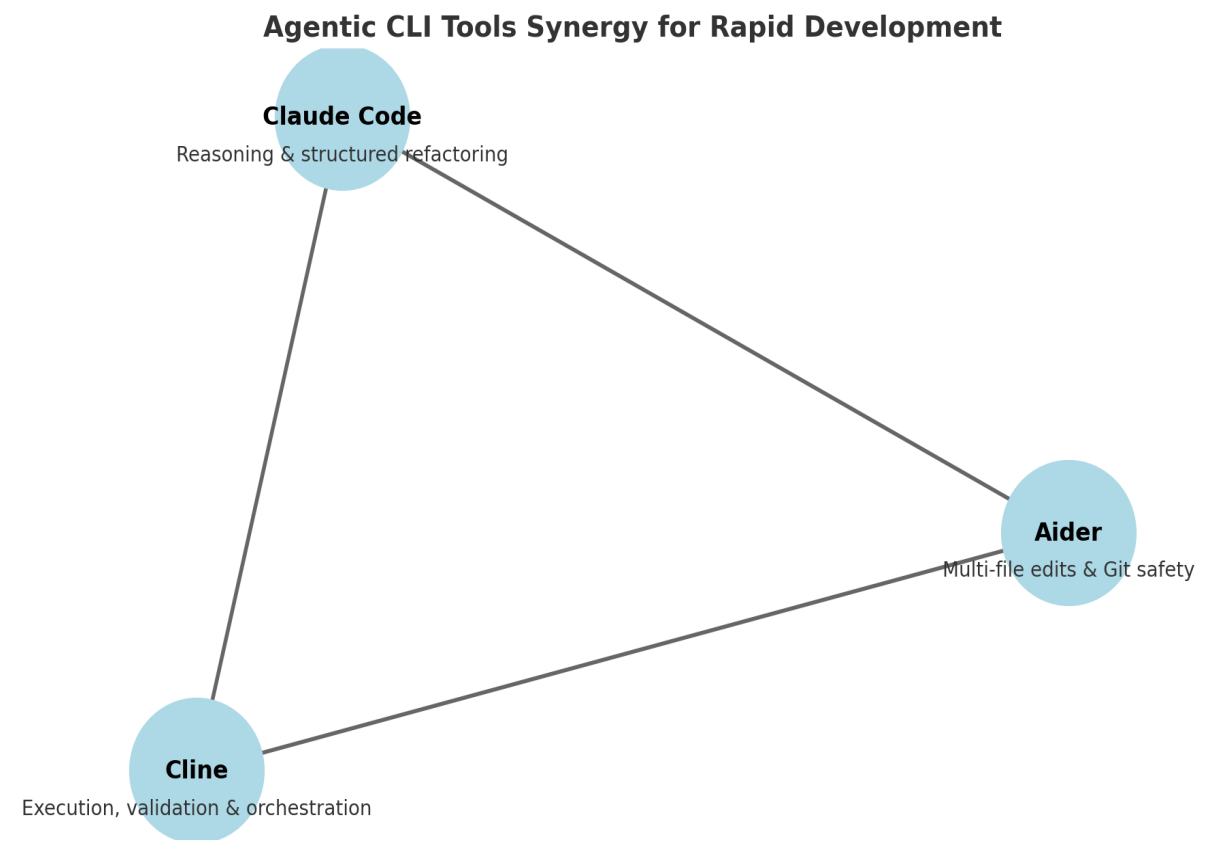 Agentic CLI Tools Synergy for Rapid Development
Claude Code
Reasoning & structured refactoring
Aider
Multi-file edits & Git safety
Cline
Execution, validation & orchestration